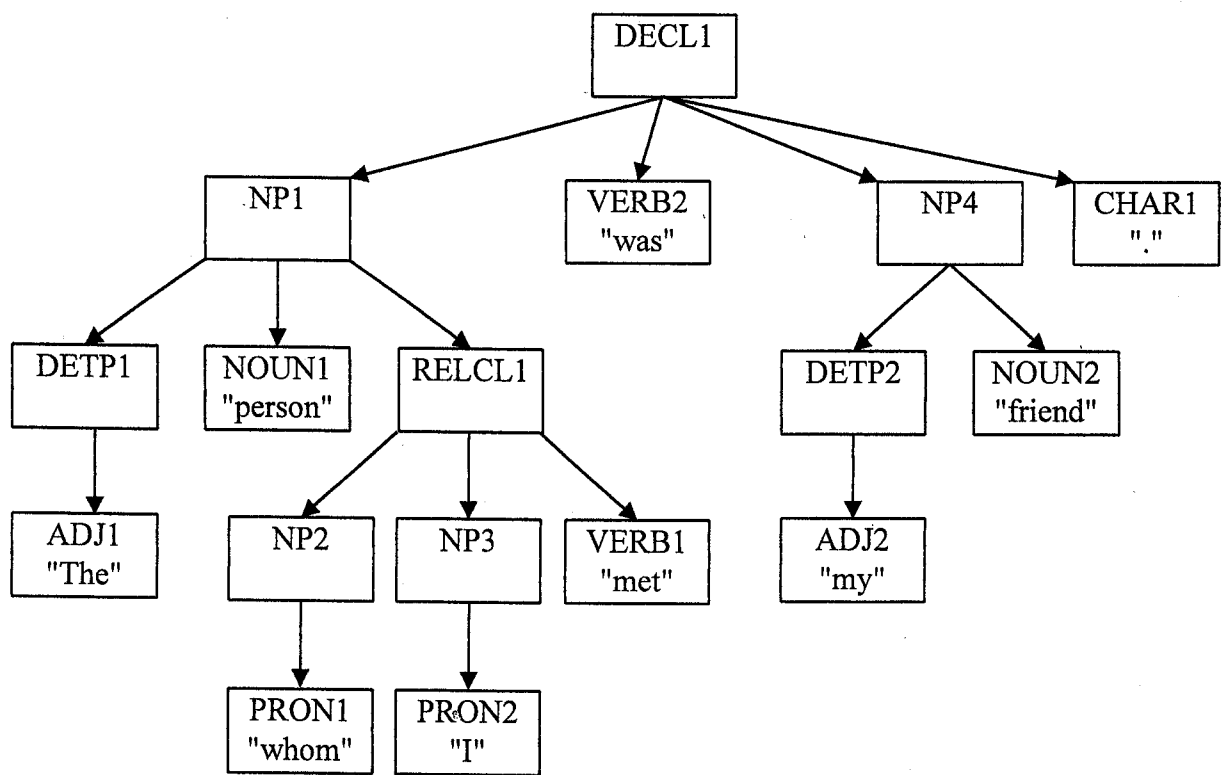 DECL1
NP1
VERB2
"was"
NP4
CHAR1
"."
DETP1
NOUN1
"person"
RELCL1
DETP2
NOUN2
"friend"
ADJ1
"The"
NP2
NP3
VERB1
"met"
ADJ2
"my"
PRON1
"whom"
PRON2
"I"